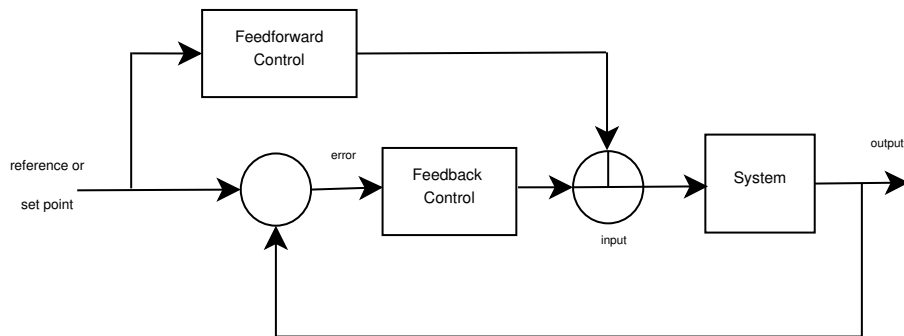 Feedforward
Control
reference or
set point
error
Feedback
Control
input
System
output